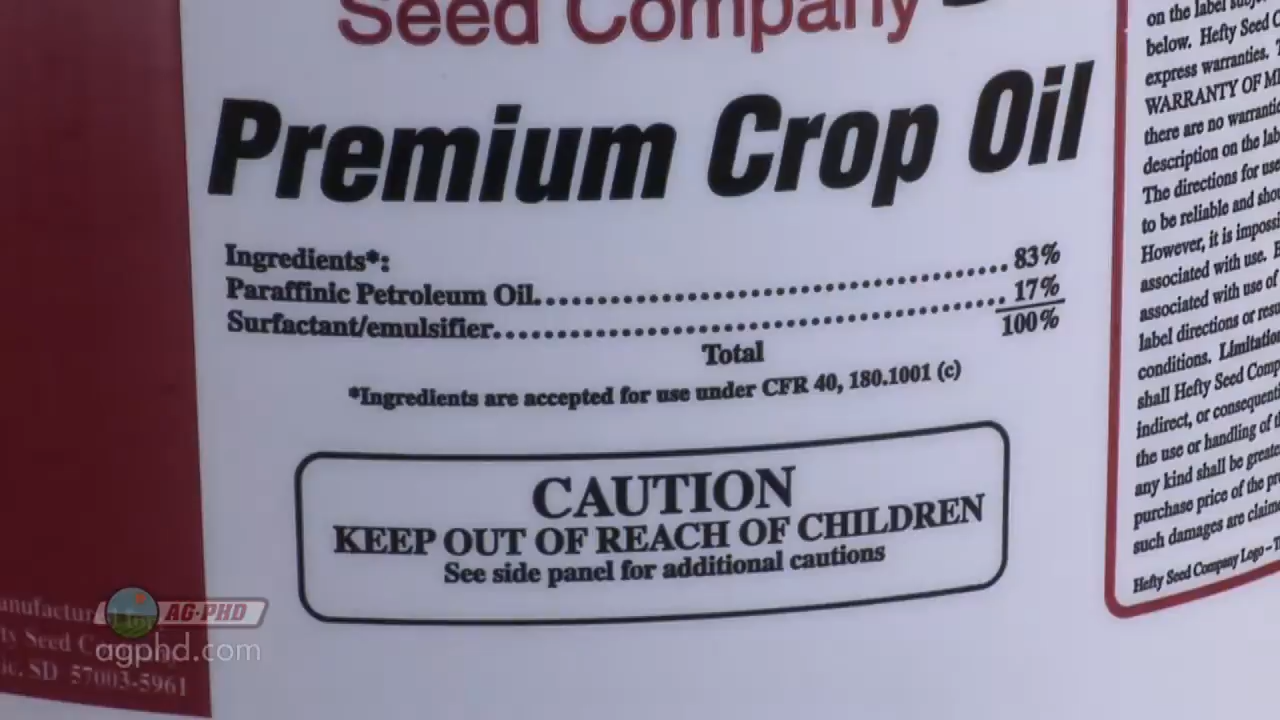 Seed Company
Premium Crop Oil
Ingredients*:
83%
Paraffinic Petroleum Oil
17%
Surfactant/emulsifier
100%
Total
*Ingredients are accepted for use under CFR 40, 180.1001 (c)
CAUTION
KEEP OUT OF REACH OF CHILDREN
See side panel for additional cautions
on the label
below. Hefty Seed
express warranties.
WARRANTY OF
there are no
description on the
The directions for use
to be reliable and
However, it is
associated with use.
associated with use of
label directions or
conditions.
shall Hefty Seed
indirect, or
the use or handling of
any kind shall be
purchase price of the
such damages are
Hefty Seed Company Logo –
AG•PHD
agphd.com
Seed
SD 57003-5961